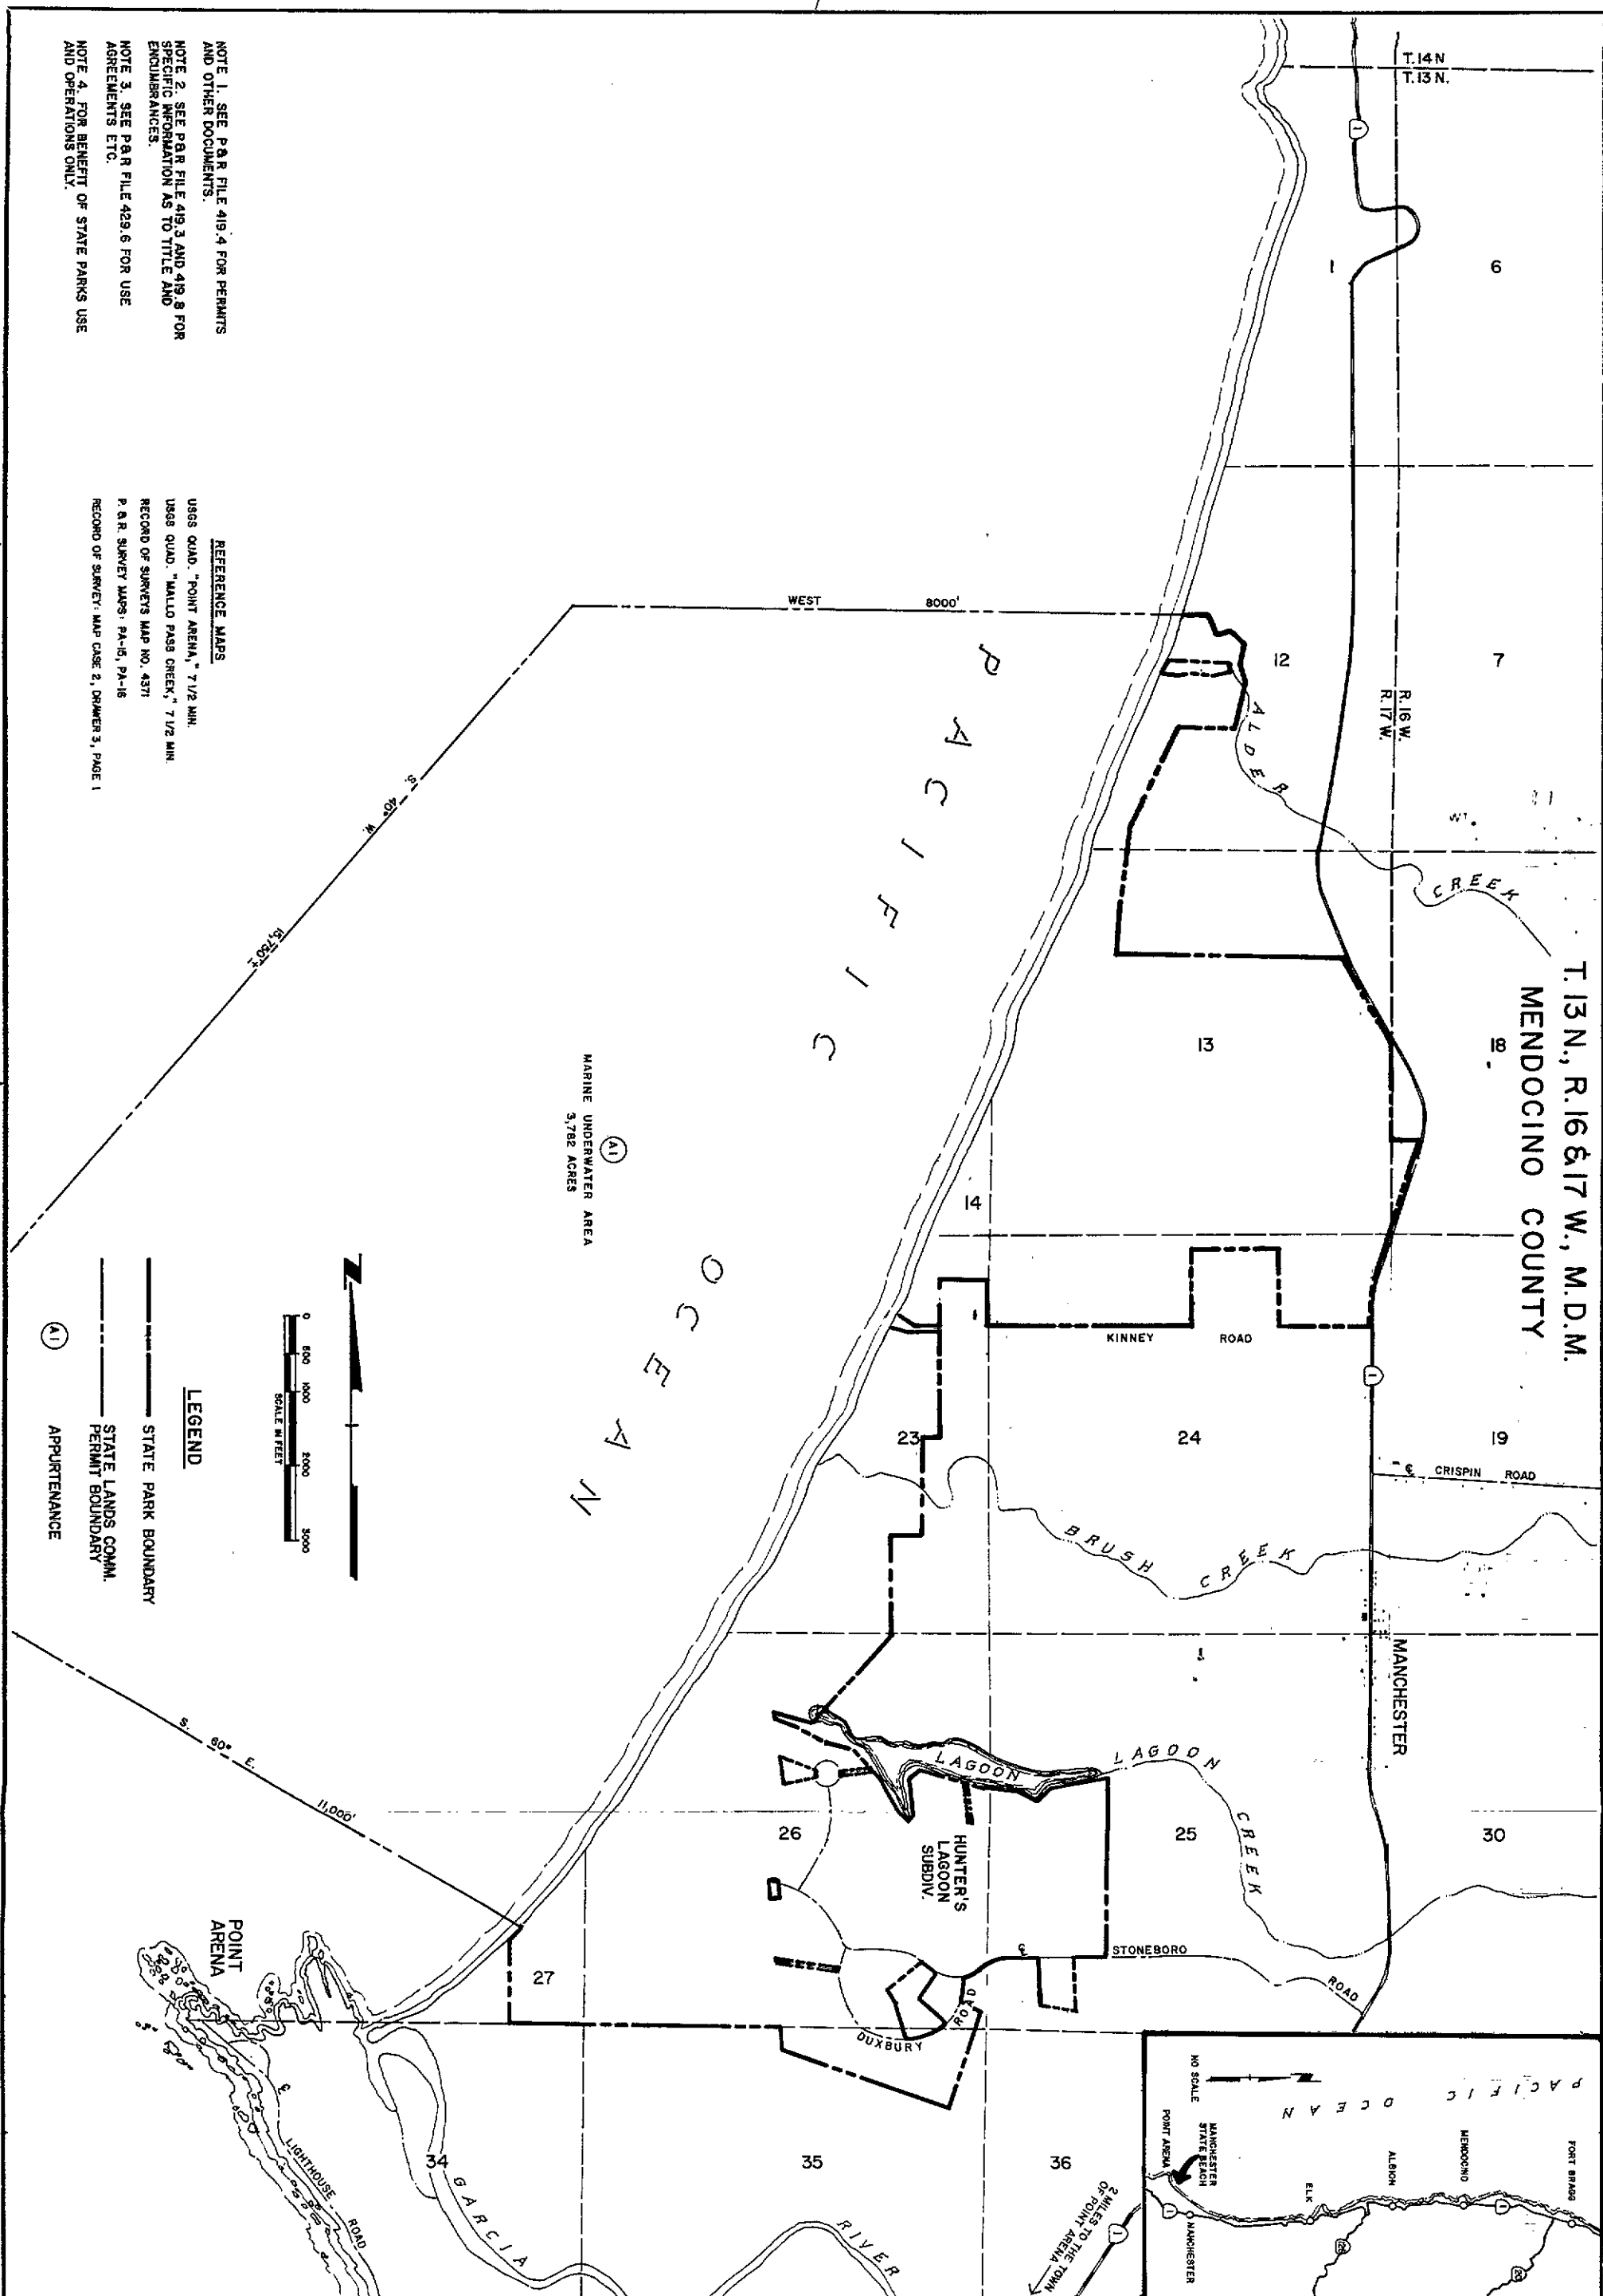 T. 13 N., R. 16 & 17 W., M. D. M.
MENDOCINO COUNTY
T. 14 N
T. 13 N.
1
1
6
12
7
R. 16 W.
R. 17 W.
WT.
ALDER
CREEK
WEST 8000'
S. 40° W.
15,750'±
PACIFIC
OCEAN
13
18
14
A1
MARINE UNDERWATER AREA
3,782 ACRES
KINNEY ROAD
1
23
24
19
CRISPIN ROAD
BRUSH CREEK
MANCHESTER
LAGOON
LAGOON
CREEK
HUNTER'S
LAGOON
SUBDIV.
26
25
30
STONEBORO
ROAD
DUXBURY
ROAD
27
S. 60° E.
11,000'
POINT
ARENA
34
35
36
GARCIA
RIVER
LIGHTHOUSE ROAD
2 MILES TO THE TOWN
OF POINT ARENA
1
NOTE 1. SEE P&R FILE 419.4 FOR PERMITS
AND OTHER DOCUMENTS.
NOTE 2. SEE P&R FILE 419.3 AND 419.8 FOR
SPECIFIC INFORMATION AS TO TITLE AND
ENCUMBRANCES.
NOTE 3. SEE P&R FILE 429.6 FOR USE
AGREEMENTS ETC.
NOTE 4. FOR BENEFIT OF STATE PARKS USE
AND OPERATIONS ONLY.
REFERENCE MAPS
USGS QUAD. "POINT ARENA," 7 1/2 MIN.
USGS QUAD. "MALLO PASS CREEK," 7 1/2 MIN.
RECORD OF SURVEYS MAP NO. 4371
P. & R. SURVEY MAPS: PA-15, PA-16
RECORD OF SURVEY: MAP CASE 2, DRAWER 3, PAGE 1
0 500 1000 2000 3000
SCALE IN FEET
LEGEND
STATE PARK BOUNDARY
STATE LANDS COMM.
PERMIT BOUNDARY
A1 APPURTENANCE
PACIFIC OCEAN
NO SCALE
FORT BRAGG
MENDOCINO
ALBION
ELK
MANCHESTER
STATE BEACH
POINT ARENA
MANCHESTER
1
1
128
20